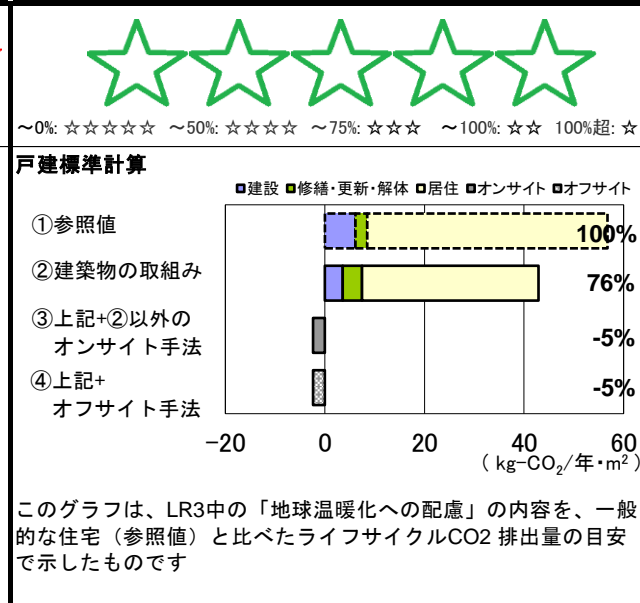 ～0%: ☆☆☆☆☆ ～50%: ☆☆☆☆ ～75%: ☆☆☆ ～100%: ☆☆ 100%超: ☆
戸建標準計算
建設 修繕・更新・解体 居住 オンサイト オフサイト
①参照値
100%
②建築物の取組み
76%
③上記+②以外の
オンサイト手法
-5%
④上記+
オフサイト手法
-5%
-20 0 20 40 60
( kg-CO₂/年・m² )
このグラフは、LR3中の「地球温暖化への配慮」の内容を、一般
的な住宅（参照値）と比べたライフサイクルCO2 排出量の目安
で示したものです